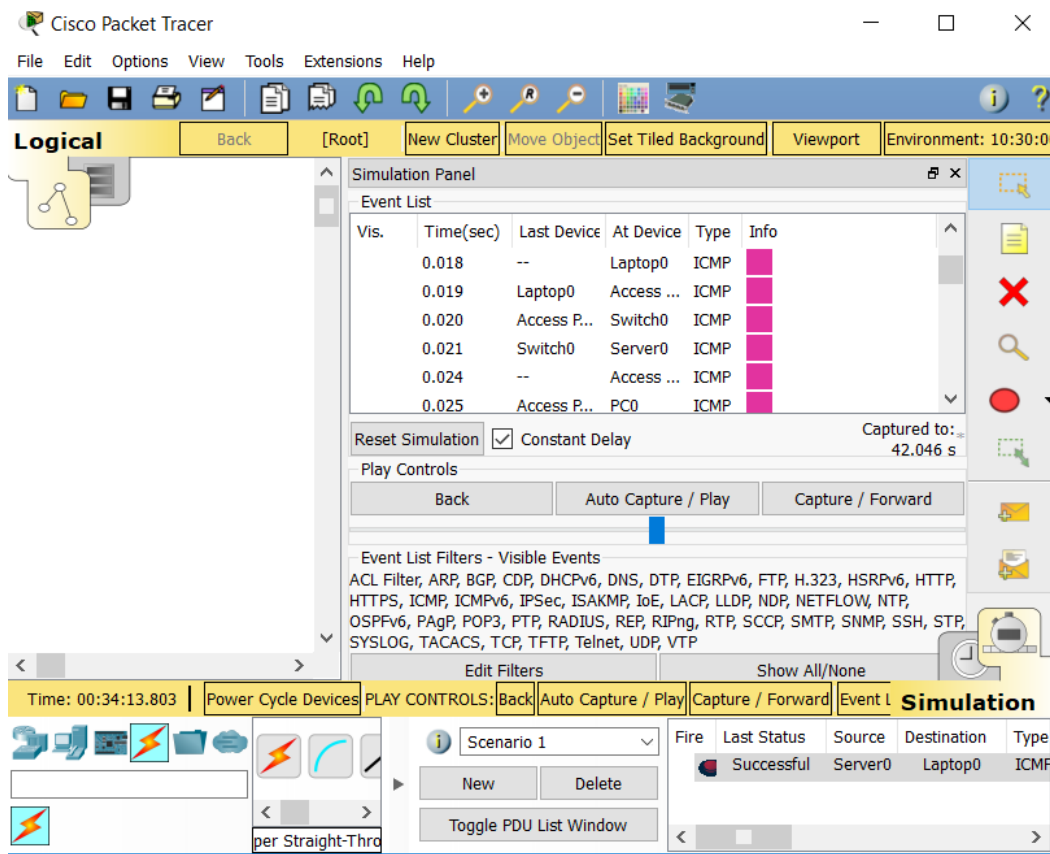 Cisco Packet Tracer
File Edit Options View Tools Extensions Help
Logical Back [Root] New Cluster Move Object Set Tiled Background Viewport Environment: 10:30:0
Simulation Panel
Event List
Vis. Time(sec) Last Device At Device Type Info
0.018 -- Laptop0 ICMP
0.019 Laptop0 Access ... ICMP
0.020 Access P... Switch0 ICMP
0.021 Switch0 Server0 ICMP
0.024 -- Access ... ICMP
0.025 Access P... PC0 ICMP
Reset Simulation Constant Delay Captured to:
42.046 s
Play Controls
Back Auto Capture / Play Capture / Forward
Event List Filters - Visible Events
ACL Filter, ARP, BGP, CDP, DHCPv6, DNS, DTP, EIGRPv6, FTP, H.323, HSRPv6, HTTP,
HTTPS, ICMP, ICMPv6, IPSec, ISAKMP, IoE, LACP, LLDP, NDP, NETFLOW, NTP,
OSPFv6, PAgP, POP3, PTP, RADIUS, REP, RIPng, RTP, SCCP, SMTP, SNMP, SSH, STP,
SYSLOG, TACACS, TCP, TFTP, Telnet, UDP, VTP
Edit Filters Show All/None
Time: 00:34:13.803 Power Cycle Devices PLAY CONTROLS: Back Auto Capture / Play Capture / Forward Event L Simulation
Scenario 1
New Delete
Toggle PDU List Window
Fire Last Status Source Destination Type
Successful Server0 Laptop0 ICMF
per Straight-Thro